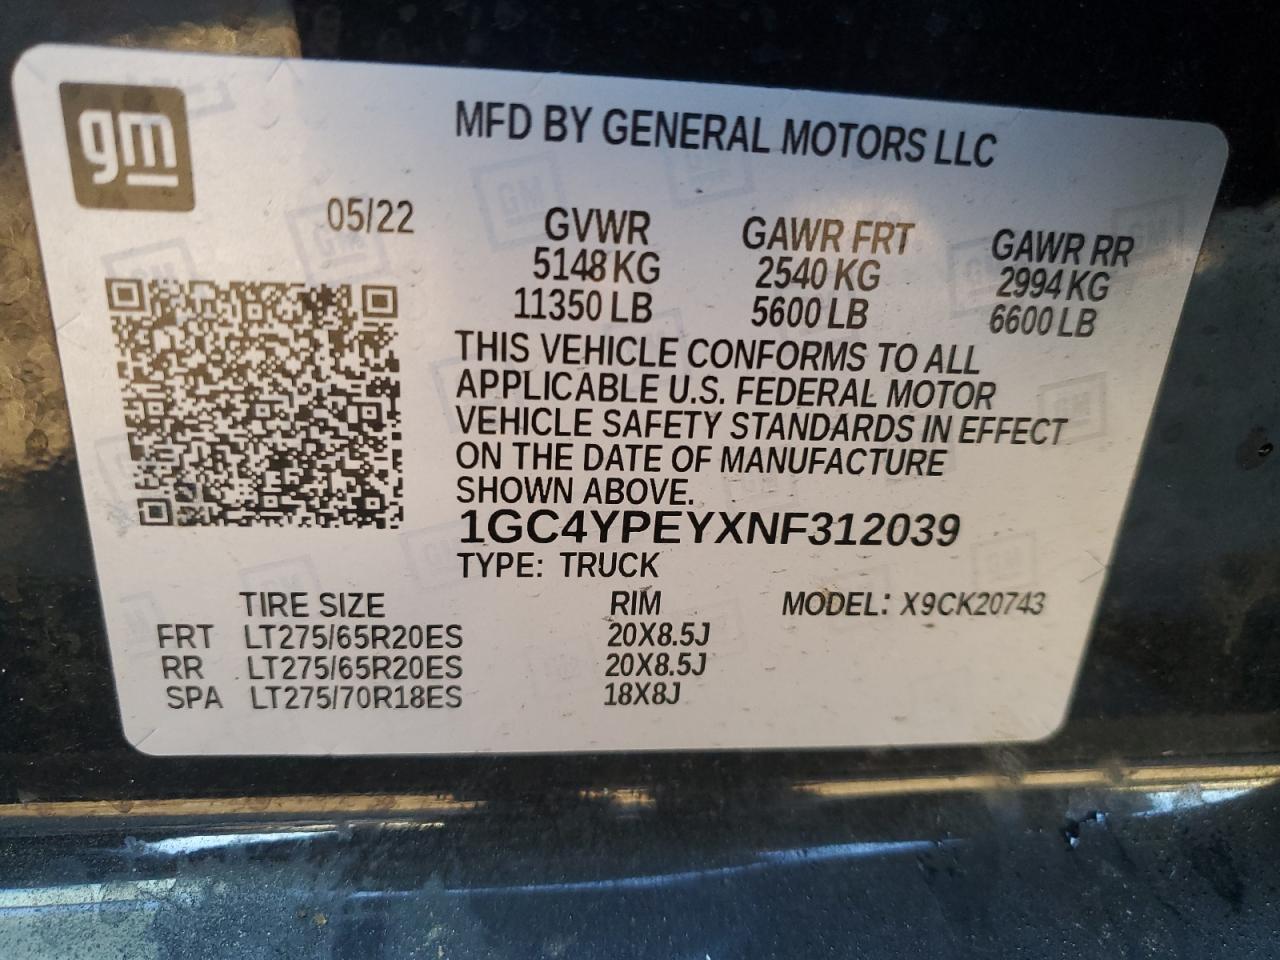 gm
MFD BY GENERAL MOTORS LLC
05/22
GVWR GAWR FRT GAWR RR
5148 KG 2540 KG 2994 KG
11350 LB 5600 LB 6600 LB
THIS VEHICLE CONFORMS TO ALL
APPLICABLE U.S. FEDERAL MOTOR
VEHICLE SAFETY STANDARDS IN EFFECT
ON THE DATE OF MANUFACTURE
SHOWN ABOVE.
1GC4YPEYXNF312039
TYPE: TRUCK
TIRE SIZE RIM MODEL: X9CK20743
FRT LT275/65R20ES 20X8.5J
RR LT275/65R20ES 20X8.5J
SPA LT275/70R18ES 18X8J